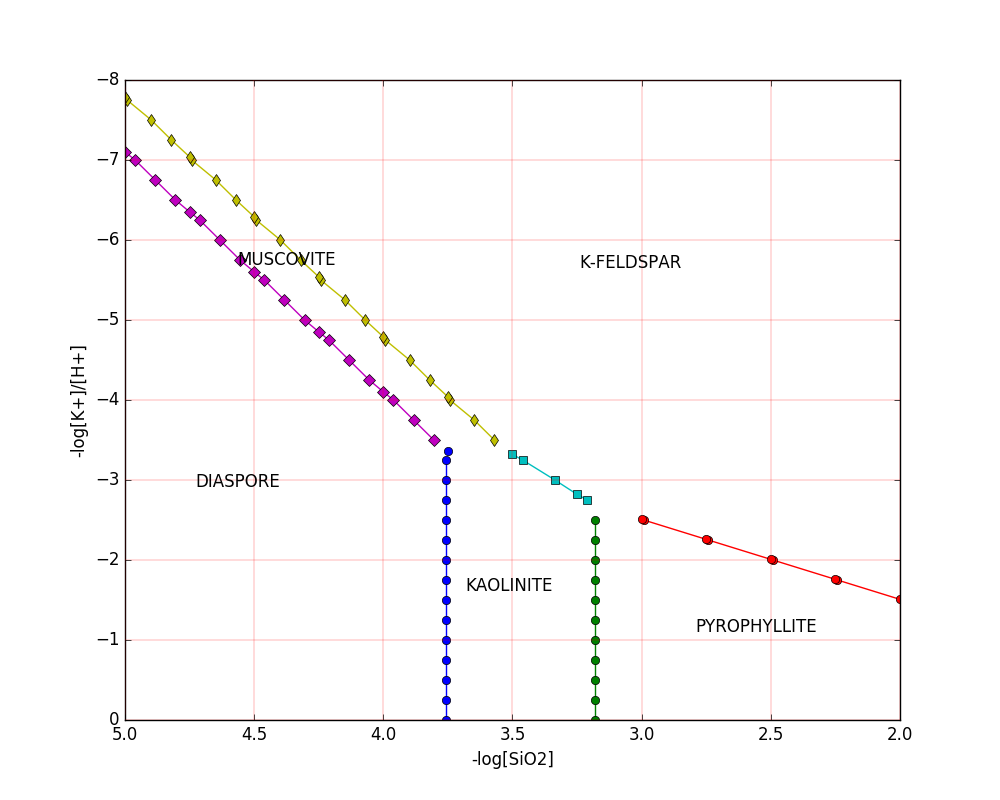 −8
−7
−6
−5
−4
−3
−2
−1
0
-log[K+]/[H+]
MUSCOVITE
K-FELDSPAR
DIASPORE
KAOLINITE
PYROPHYLLITE
5.0 4.5 4.0 3.5 3.0 2.5 2.0
-log[SiO2]